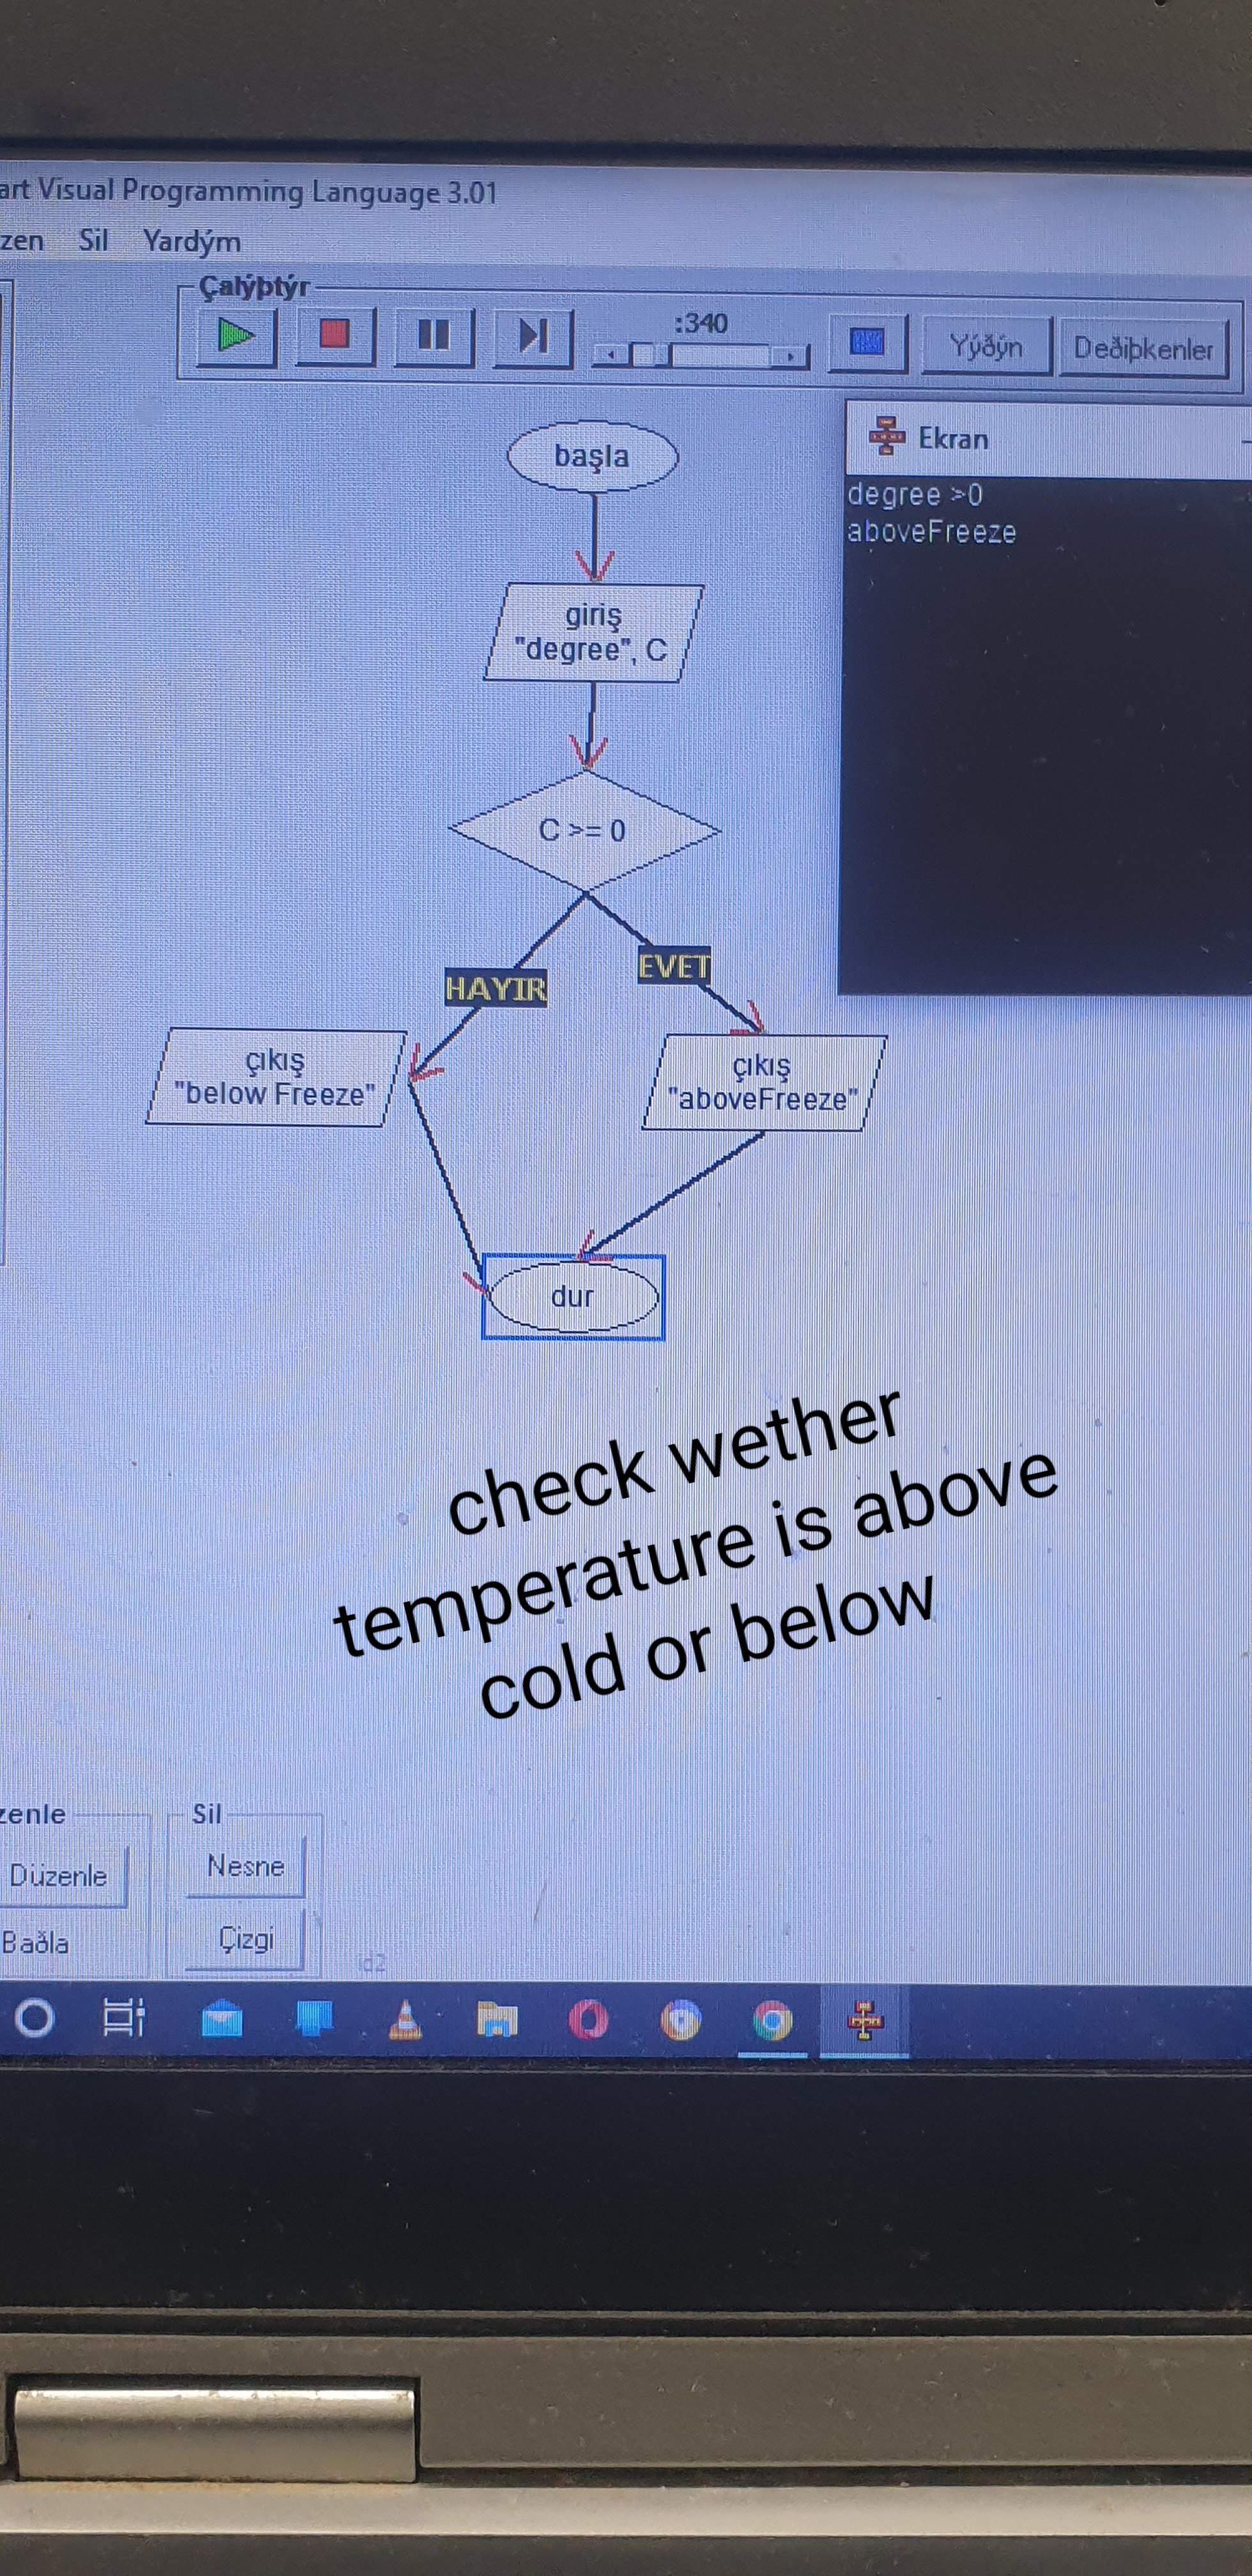 art Visual Programming Language 3.01
zen Sil Yardým
Çalýþtýr
:340
Yýðýn
Deðiþkenler
başla
Ekran
degree >0
aboveFreeze
giriş
"degree", C
C >= 0
HAYIR
EVET
çıkış
"below Freeze"
çıkış
"aboveFreeze"
dur
check wether
temperature is above
cold or below
zenle
Sil
Düzenle
Nesne
Baðla
Çizgi
id2